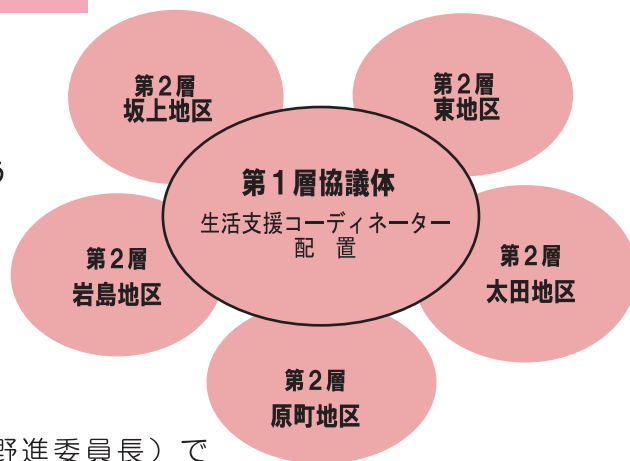 第２層
坂上地区
第２層
東地区
第１層協議体
生活支援コーディネーター
配　置
第２層
岩島地区
第２層
太田地区
第２層
原町地区
野進委員長）で